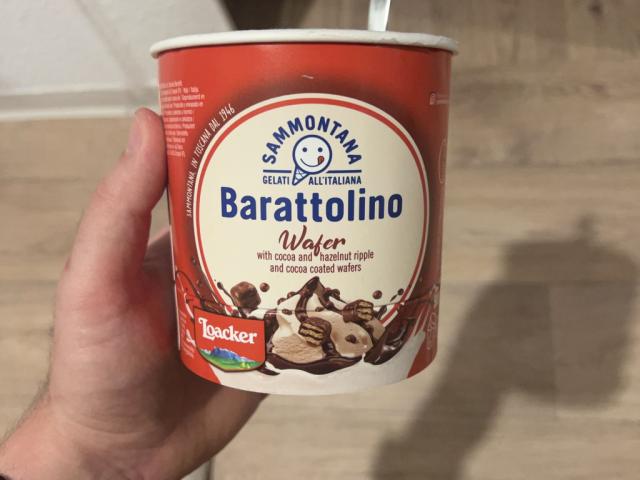 SAMMONTANA IN TOSCANA DAL 1946
SAMMONTANA
GELATI ALL'ITALIANA
Barattolino
Wafer
with cocoa and hazelnut ripple
and cocoa coated wafers
Loacker